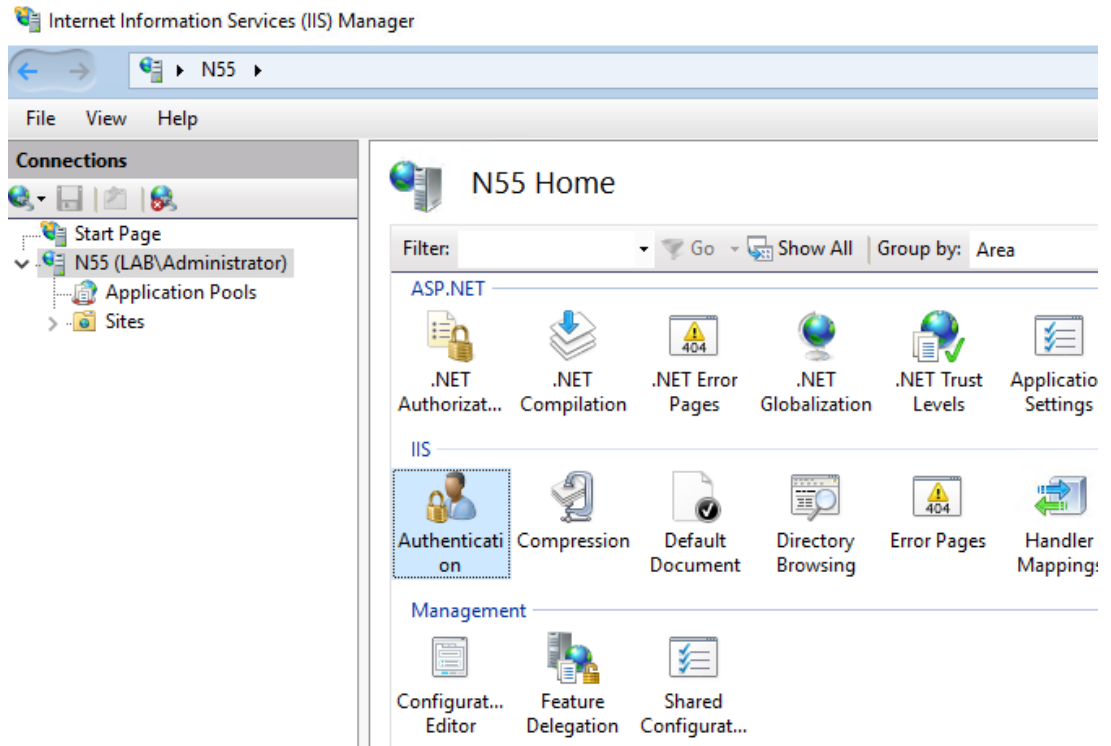 Internet Information Services (IIS) Manager
N55
File View Help
Connections
Start Page
N55 (LAB\Administrator)
Application Pools
Sites
N55 Home
Filter: Go Show All Group by: Area
ASP.NET
.NET .NET .NET Error .NET .NET Trust Applicatio
Authorizat... Compilation Pages Globalization Levels Settings
IIS
404
404
Authenticati Compression Default Directory Error Pages Handler
on Document Browsing Mappings
Management
Configurat... Feature Shared
Editor Delegation Configurat...